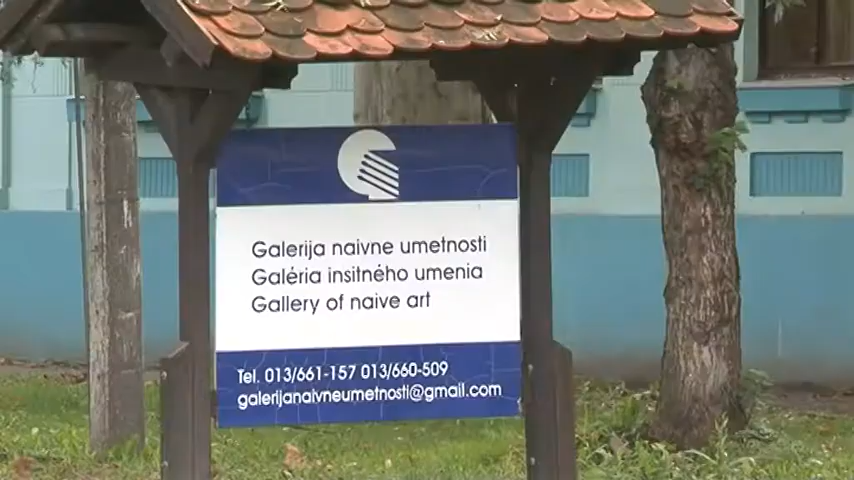 Galerija naivne umetnosti
Galéria insitného umenia
Gallery of naive art
Tel. 013/661-157 013/660-509
galerijanaivneumetnosti@gmail.com